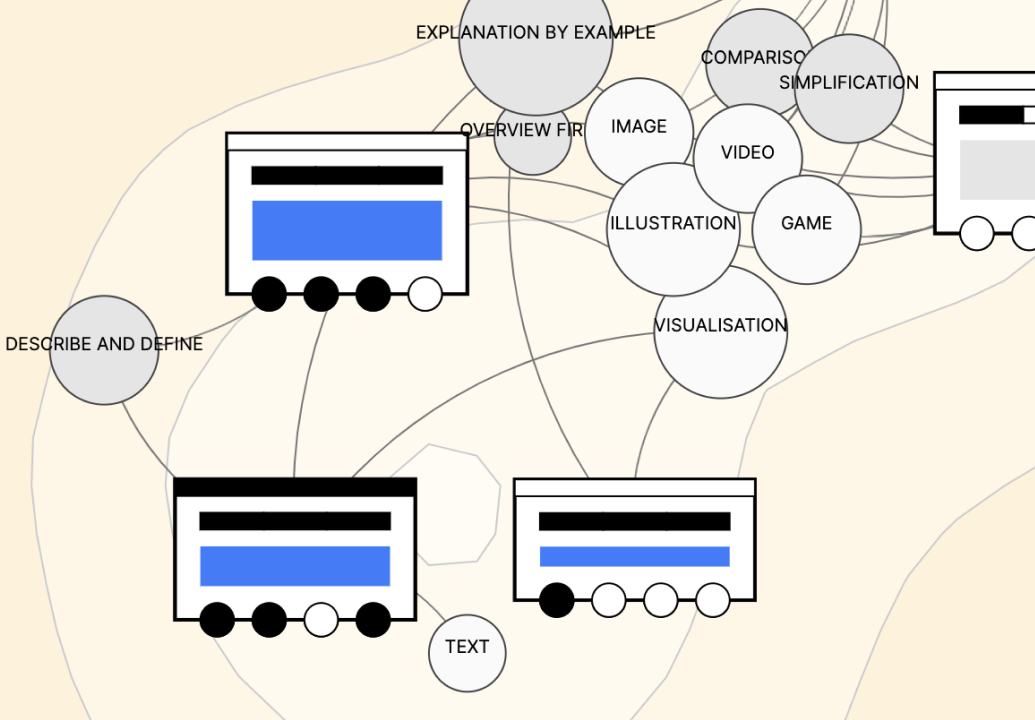 EXPLANATION BY EXAMPLE
COMPARISO
SIMPLIFICATION
OVERVIEW FIR
IMAGE
VIDEO
ILLUSTRATION
GAME
VISUALISATION
DESCRIBE AND DEFINE
TEXT